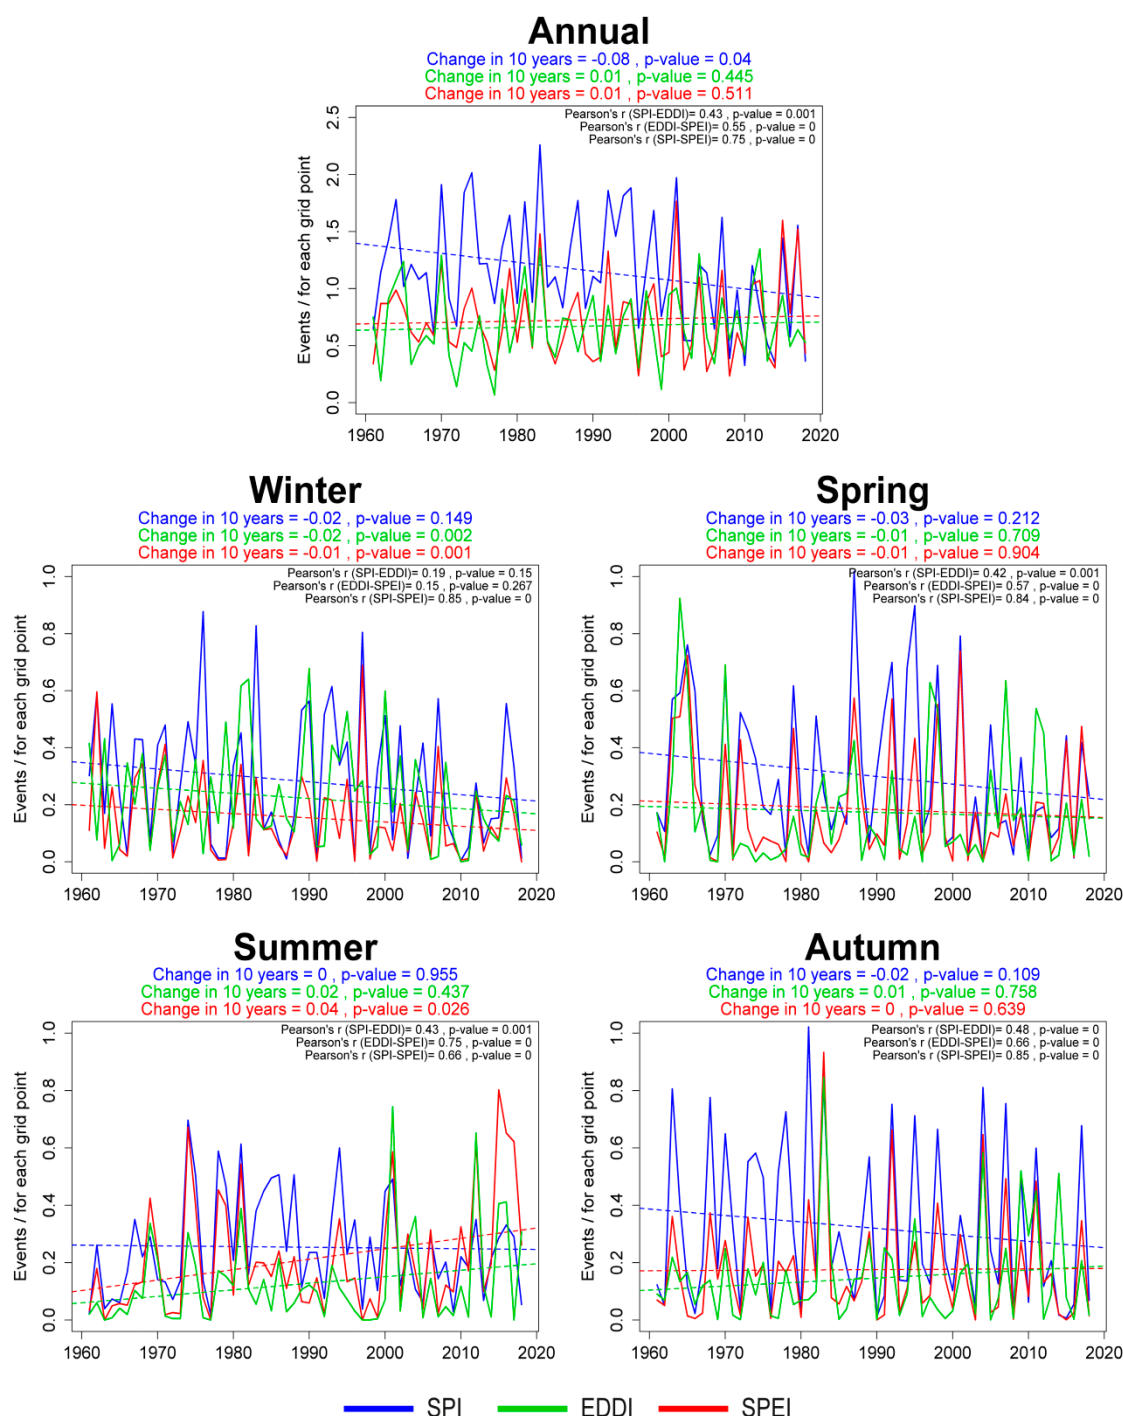 Annual
Change in 10 years = -0.08 , p-value = 0.04
Change in 10 years = 0.01 , p-value = 0.445
Change in 10 years = 0.01 , p-value = 0.511
Pearson's r (SPI-EDDI)= 0.43 , p-value = 0.001
Pearson's r (EDDI-SPEI)= 0.55 , p-value = 0
Pearson's r (SPI-SPEI)= 0.75 , p-value = 0
Events / for each grid point
2.5
2.0
1.5
1.0
0.5
0.0
1960 1970 1980 1990 2000 2010 2020
Winter
Change in 10 years = -0.02 , p-value = 0.149
Change in 10 years = -0.02 , p-value = 0.002
Change in 10 years = -0.01 , p-value = 0.001
Pearson's r (SPI-EDDI)= 0.19 , p-value = 0.15
Pearson's r (EDDI-SPEI)= 0.15 , p-value = 0.267
Pearson's r (SPI-SPEI)= 0.85 , p-value = 0
Events / for each grid point
1.0
0.8
0.6
0.4
0.2
0.0
1960 1970 1980 1990 2000 2010 2020
Spring
Change in 10 years = -0.03 , p-value = 0.212
Change in 10 years = -0.01 , p-value = 0.709
Change in 10 years = -0.01 , p-value = 0.904
Pearson's r (SPI-EDDI)= 0.42 , p-value = 0.001
Pearson's r (EDDI-SPEI)= 0.57 , p-value = 0
Pearson's r (SPI-SPEI)= 0.84 , p-value = 0
Events / for each grid point
1.0
0.8
0.6
0.4
0.2
0.0
1960 1970 1980 1990 2000 2010 2020
Summer
Change in 10 years = 0 , p-value = 0.955
Change in 10 years = 0.02 , p-value = 0.437
Change in 10 years = 0.04 , p-value = 0.026
Pearson's r (SPI-EDDI)= 0.43 , p-value = 0.001
Pearson's r (EDDI-SPEI)= 0.75 , p-value = 0
Pearson's r (SPI-SPEI)= 0.66 , p-value = 0
Events / for each grid point
1.0
0.8
0.6
0.4
0.2
0.0
1960 1970 1980 1990 2000 2010 2020
Autumn
Change in 10 years = -0.02 , p-value = 0.109
Change in 10 years = 0.01 , p-value = 0.758
Change in 10 years = 0 , p-value = 0.639
Pearson's r (SPI-EDDI)= 0.48 , p-value = 0
Pearson's r (EDDI-SPEI)= 0.66 , p-value = 0
Pearson's r (SPI-SPEI)= 0.85 , p-value = 0
Events / for each grid point
1.0
0.8
0.6
0.4
0.2
0.0
1960 1970 1980 1990 2000 2010 2020
SPI EDDI SPEI